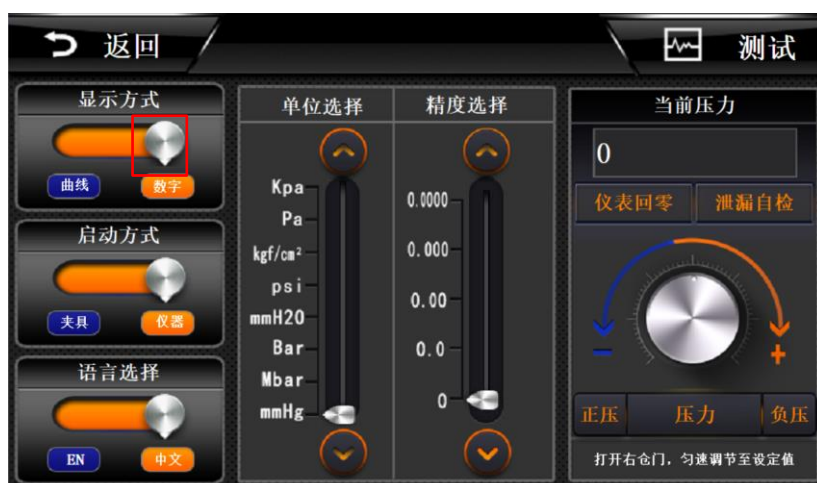 返回
测试
显示方式
曲线
数字
启动方式
夹具
仪器
语言选择
EN
中文
单位选择
Kpa
Pa
kgf/cm²
psi
mmH20
Bar
Mbar
mmHg
精度选择
0.0000
0.000
0.00
0.0
0
当前压力
0
仪表回零
泄漏自检
－
+
正压
压力
负压
打开右仓门，匀速调节至设定值